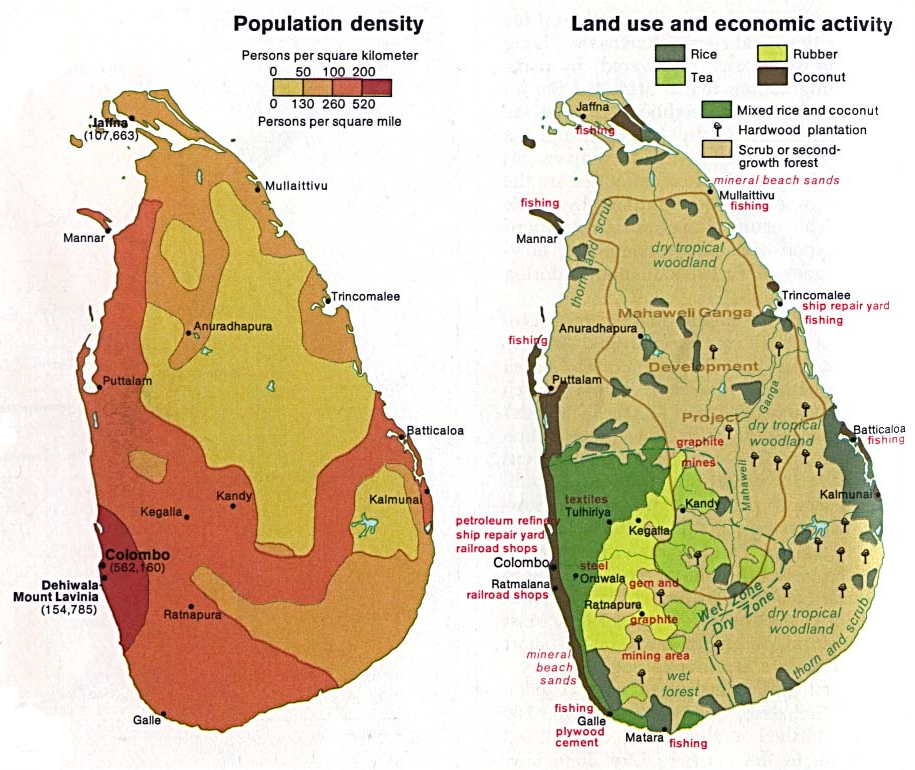 Population density
Persons per square kilometer
0 50 100 200
0 130 260 520
Persons per square mile
Jaffna
(107,663)
Mullaittivu
Mannar
Trincomalee
Anuradhapura
Puttalam
Batticaloa
Kandy
Kegalla
Kalmunai
Colombo
(562,160)
Dehiwala-
Mount Lavinia
(154,785)
Ratnapura
Galle
Land use and economic activity
Rice
Rubber
Tea
Coconut
Mixed rice and coconut
Hardwood plantation
Scrub or second-
growth forest
Jaffna
fishing
mineral beach sands
Mullaittivu
fishing
fishing
Mannar
thorn and scrub
dry tropical
woodland
Trincomalee
ship repair yard
fishing
Mahaweli Ganga
Anuradhapura
fishing
Development
Puttalam
Ganga
Project
dry tropical
woodland
Batticaloa
fishing
graphite
mines
Mahaweli
Kalmunai
textiles
Tulhiriya
Kandy
petroleum refinery
ship repair yard
railroad shops
Kegalla
Colombo
steel
Oruwala
Ratmalana
railroad shops
gem and
Ratnapura
graphite
mining area
Wet Zone
Dry Zone
dry tropical
woodland
thorn and scrub
mineral
beach
sands
wet
forest
fishing
Galle
plywood
cement
Matara
fishing